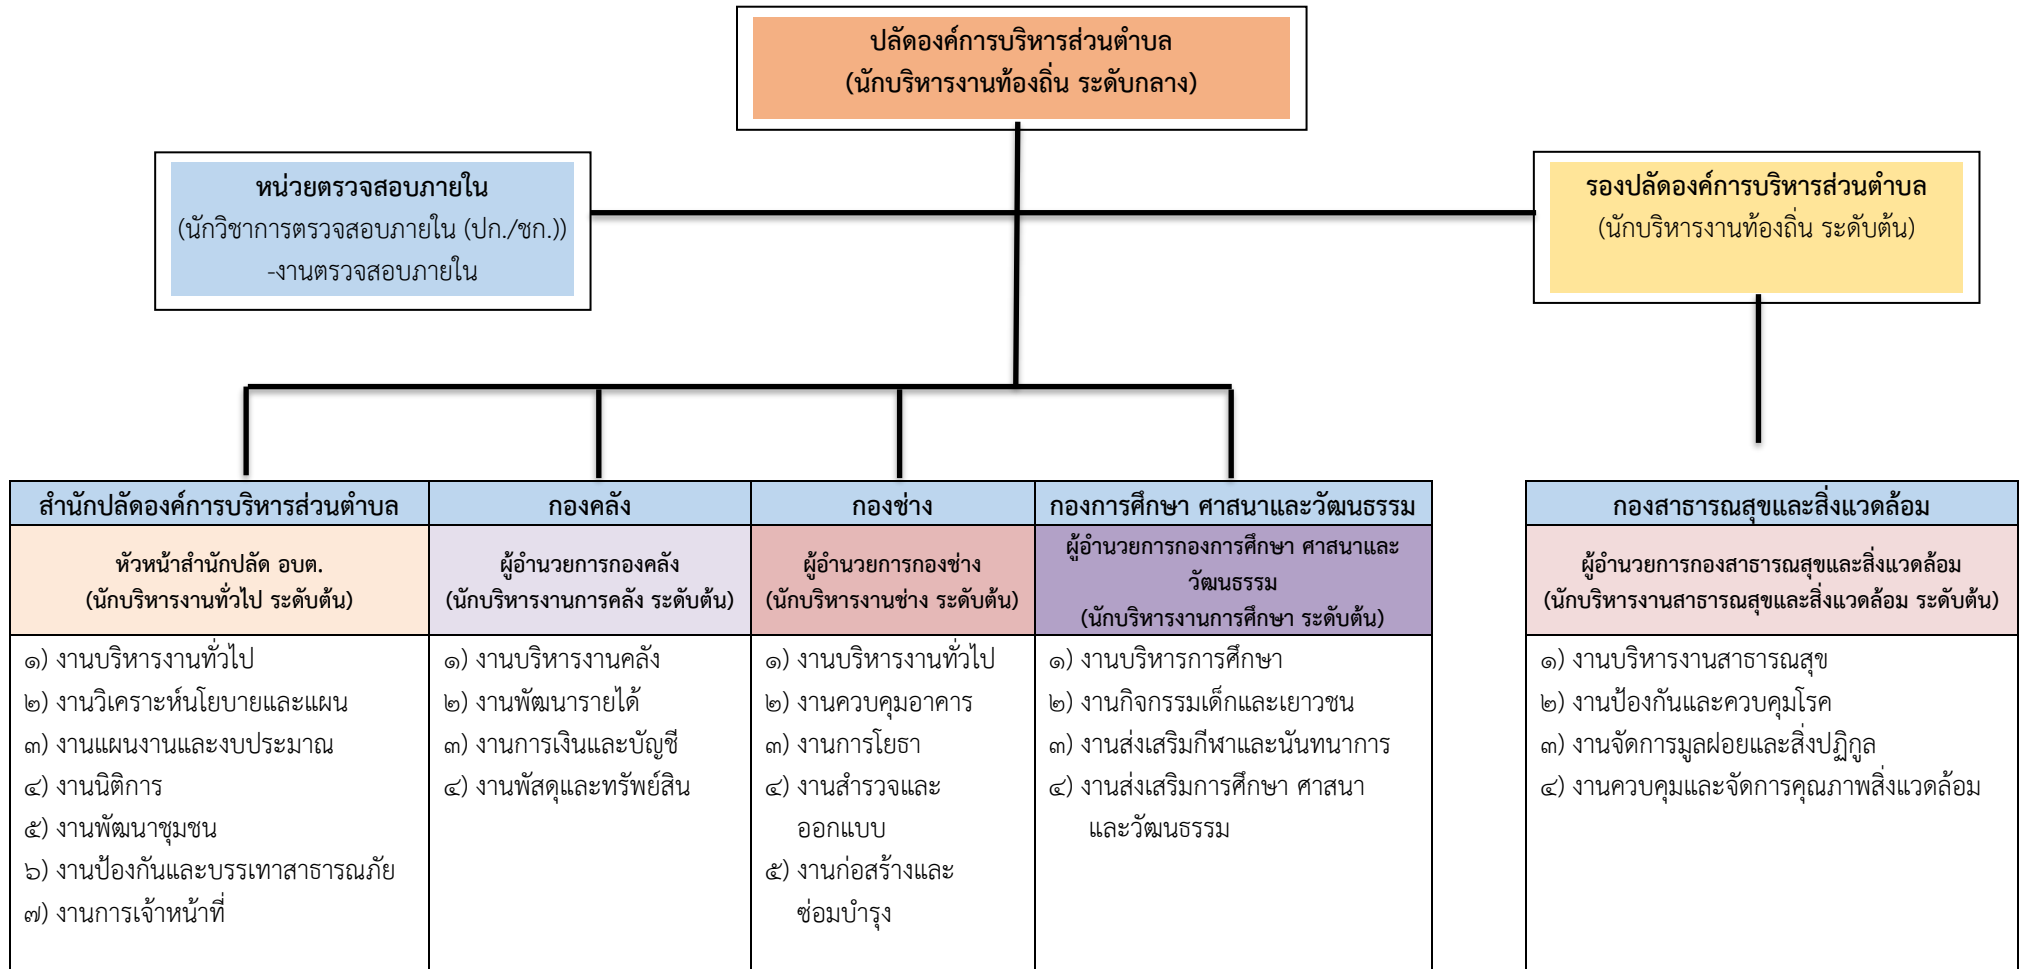 ปลัดองค์การบริหารส่วนตำบล
(นักบริหารงานท้องถิ่น ระดับกลาง)
หน่วยตรวจสอบภายใน
(นักวิชาการตรวจสอบภายใน (ปก./ชก.))
-งานตรวจสอบภายใน
รองปลัดองค์การบริหารส่วนตำบล
(นักบริหารงานท้องถิ่น ระดับต้น)
สำนักปลัดองค์การบริหารส่วนตำบล
หัวหน้าสำนักปลัด อบต.
(นักบริหารงานทั่วไป ระดับต้น)
๑) งานบริหารงานทั่วไป
๒) งานวิเคราะห์นโยบายและแผน
๓) งานแผนงานและงบประมาณ
๔) งานนิติการ
๕) งานพัฒนาชุมชน
๖) งานป้องกันและบรรเทาสาธารณภัย
๗) งานการเจ้าหน้าที่
กองคลัง
ผู้อำนวยการกองคลัง
(นักบริหารงานการคลัง ระดับต้น)
๑) งานบริหารงานคลัง
๒) งานพัฒนารายได้
๓) งานการเงินและบัญชี
๔) งานพัสดุและทรัพย์สิน
กองช่าง
ผู้อำนวยการกองช่าง
(นักบริหารงานช่าง ระดับต้น)
๑) งานบริหารงานทั่วไป
๒) งานควบคุมอาคาร
๓) งานการโยธา
๔) งานสำรวจและ
ออกแบบ
๕) งานก่อสร้างและ
ซ่อมบำรุง
กองการศึกษา ศาสนาและวัฒนธรรม
ผู้อำนวยการกองการศึกษา ศาสนาและ
วัฒนธรรม
(นักบริหารงานการศึกษา ระดับต้น)
๑) งานบริหารการศึกษา
๒) งานกิจกรรมเด็กและเยาวชน
๓) งานส่งเสริมกีฬาและนันทนาการ
๔) งานส่งเสริมการศึกษา ศาสนา
และวัฒนธรรม
กองสาธารณสุขและสิ่งแวดล้อม
ผู้อำนวยการกองสาธารณสุขและสิ่งแวดล้อม
(นักบริหารงานสาธารณสุขและสิ่งแวดล้อม ระดับต้น)
๑) งานบริหารงานสาธารณสุข
๒) งานป้องกันและควบคุมโรค
๓) งานจัดการมูลฝอยและสิ่งปฏิกูล
๔) งานควบคุมและจัดการคุณภาพสิ่งแวดล้อม